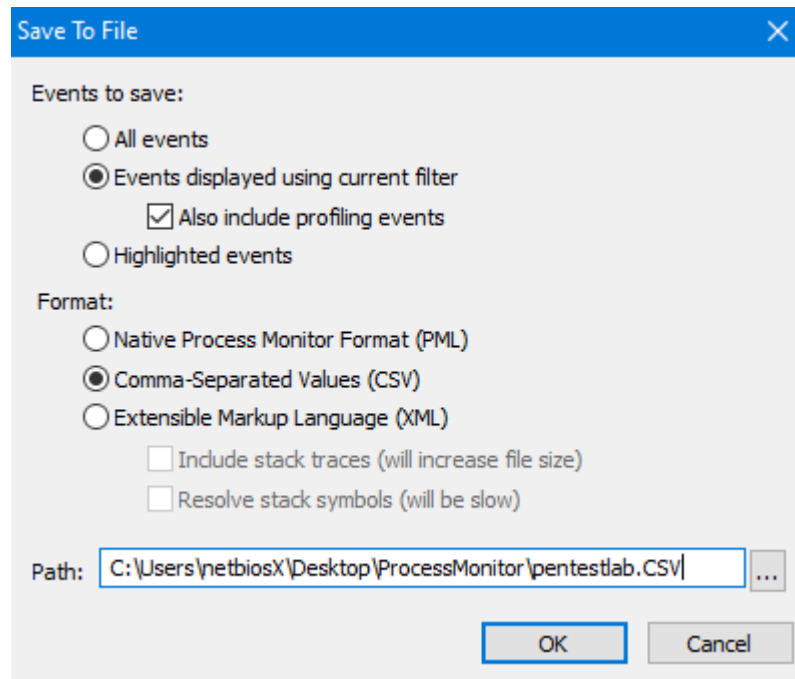 Save To File
Events to save:
All events
Events displayed using current filter
Also include profiling events
Highlighted events
Format:
Native Process Monitor Format (PML)
Comma-Separated Values (CSV)
Extensible Markup Language (XML)
Include stack traces (will increase file size)
Resolve stack symbols (will be slow)
Path: C:\Users\netbiosX\Desktop\ProcessMonitor\pentestlab.CSV ...
OK Cancel